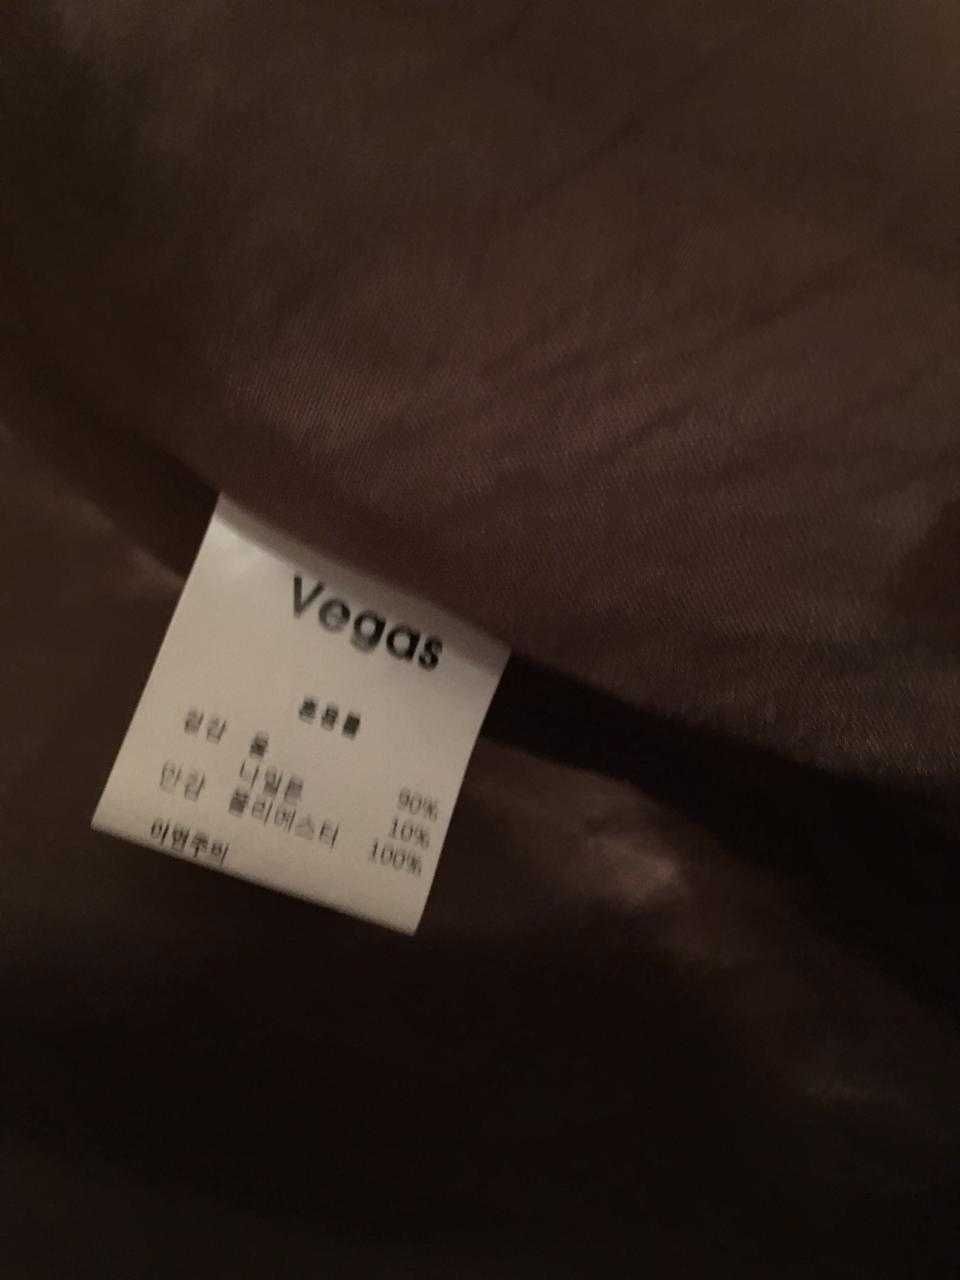 Vegas
혼용률
겉감 울 90%
나일론 10%
안감 폴리에스터 100%
이염주의